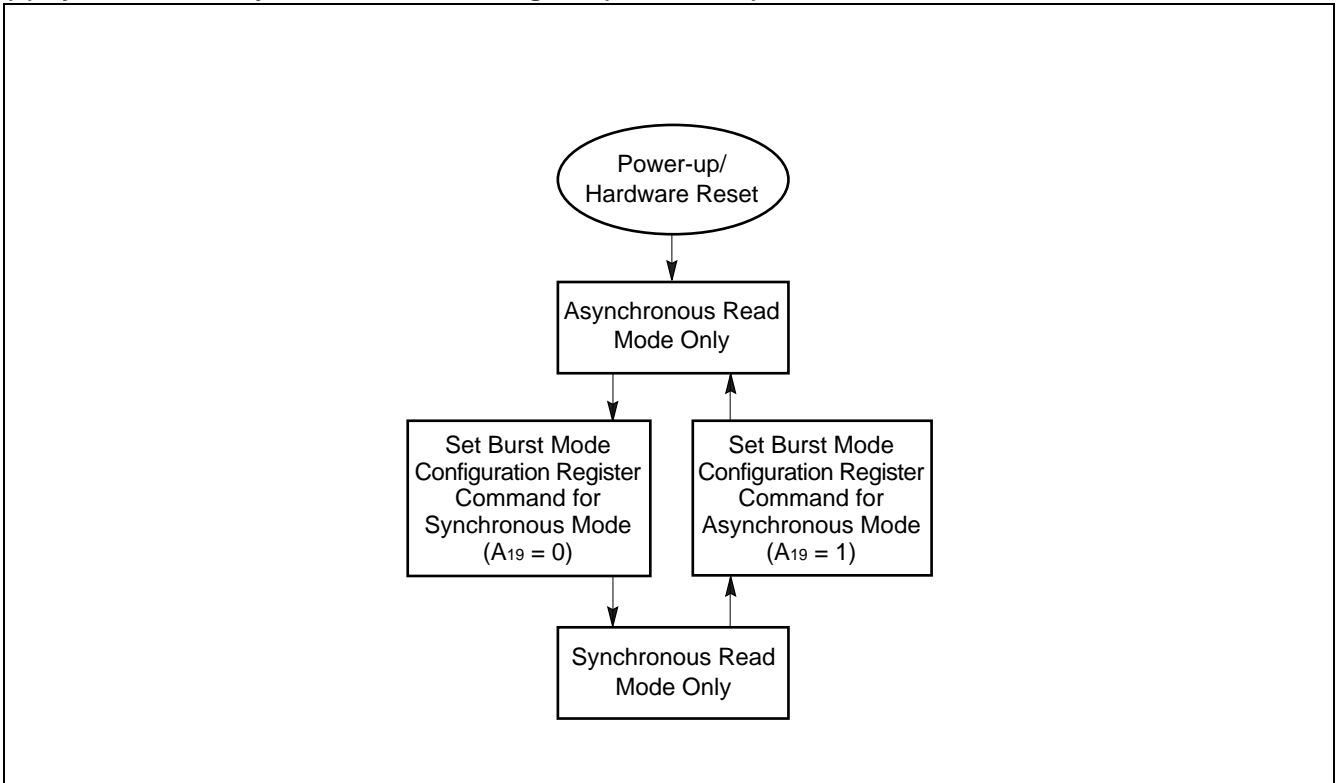 Power-up/
Hardware Reset
Asynchronous Read
Mode Only
Set Burst Mode
Configuration Register
Command for
Synchronous Mode
(A19 = 0)
Set Burst Mode
Configuration Register
Command for
Asynchronous Mode
(A19 = 1)
Synchronous Read
Mode Only